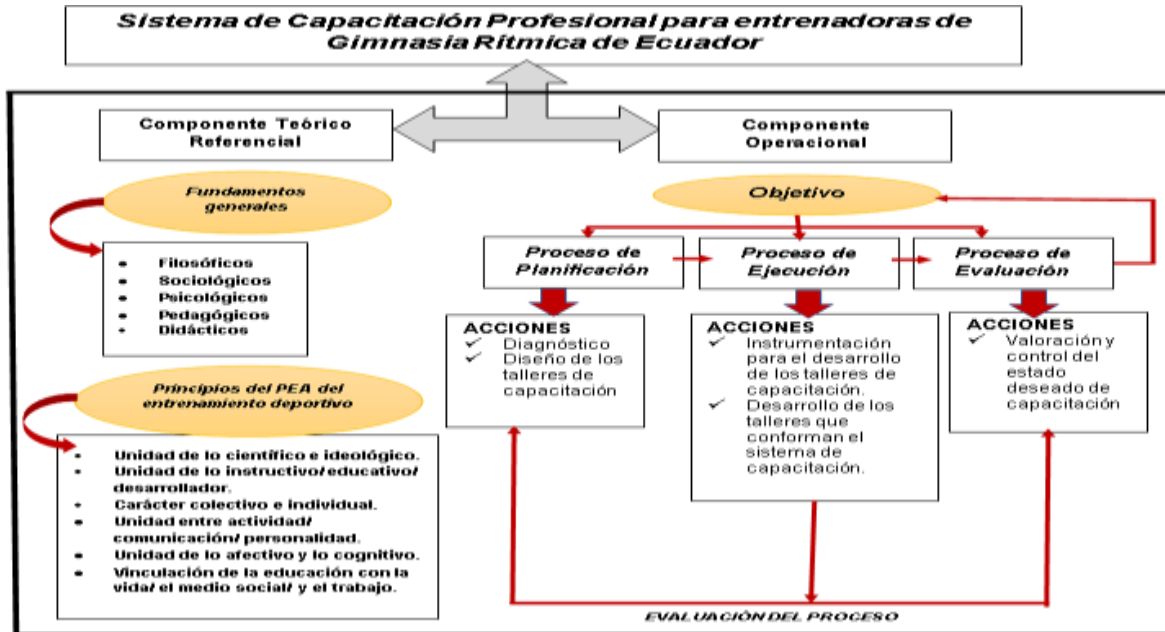 Sistema de Capacitación Profesional para entrenadoras de
Gimnasia Rítmica de Ecuador
Componente Teórico
Referencial
Fundamentos
generales
• Filosóficos
• Sociológicos
• Psicológicos
• Pedagógicos
• Didácticos
Principios del PEA del
entrenamiento deportivo
• Unidad de lo científico e ideológico.
• Unidad de lo instructivo/ educativo/
desarrollador.
• Carácter colectivo e individual.
• Unidad entre actividad/
comunicación/ personalidad.
• Unidad de lo afectivo y lo cognitivo.
• Vinculación de la educación con la
vida/ el medio social/ y el trabajo.
Componente
Operacional
Objetivo
Proceso de
Planificación
Proceso de
Ejecución
Proceso de
Evaluación
ACCIONES
✓ Diagnóstico
✓ Diseño de los
talleres de
capacitación
ACCIONES
✓ Instrumentación
para el desarrollo
de los talleres de
capacitación.
✓ Desarrollo de los
talleres que
conforman el
sistema de
capacitación.
ACCIONES
✓ Valoración y
control del
estado
deseado de
capacitación
EVALUACIÓN DEL PROCESO